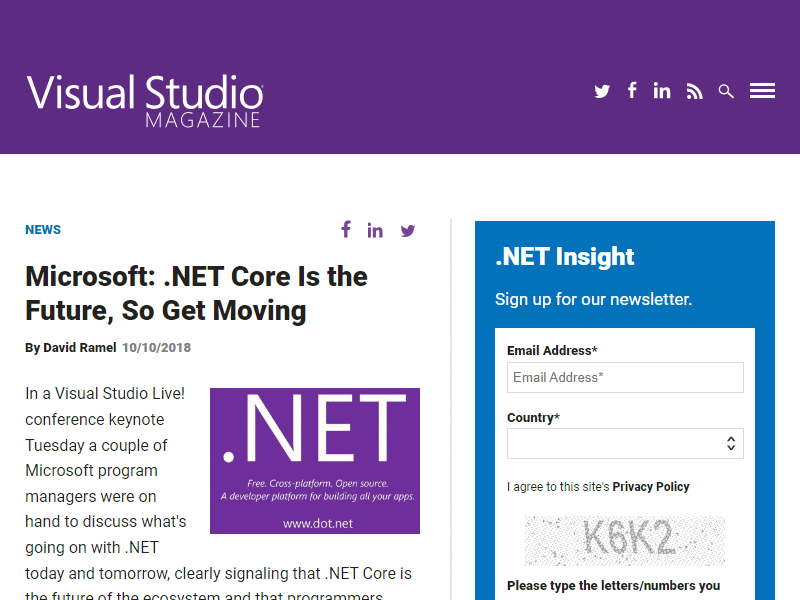 Visual Studio
MAGAZINE
NEWS
Microsoft: .NET Core Is the
Future, So Get Moving
By David Ramel 10/10/2018
In a Visual Studio Live!
conference keynote
Tuesday a couple of
Microsoft program
managers were on
hand to discuss what's
going on with .NET
today and tomorrow, clearly signaling that .NET Core is
the future of the ecosystem and that programmers
.NET
Free. Cross-platform. Open source.
A developer platform for building all your apps.
www.dot.net
.NET Insight
Sign up for our newsletter.
Email Address*
Email Address*
Country*
I agree to this site's Privacy Policy
K6K2
Please type the letters/numbers you